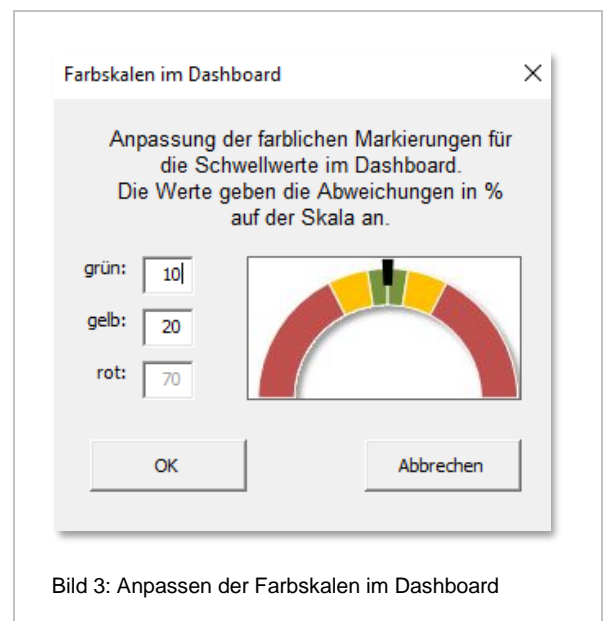 Farbskalen im Dashboard
Anpassung der farblichen Markierungen für
die Schwellwerte im Dashboard.
Die Werte geben die Abweichungen in %
auf der Skala an.
grün: 10
gelb: 20
rot: 70
OK Abbrechen
Bild 3: Anpassen der Farbskalen im Dashboard